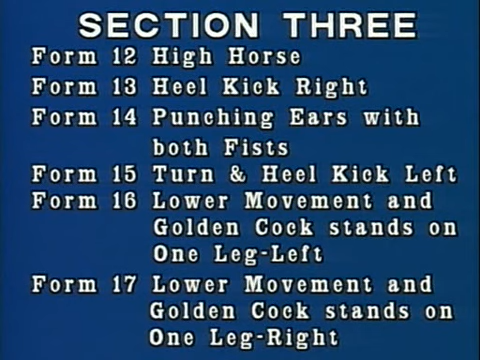 SECTION THREE
Form 12 High Horse
Form 13 Heel Kick Right
Form 14 Punching Ears with
both Fists
Form 15 Turn & Heel Kick Left
Form 16 Lower Movement and
Golden Cock stands on
One Leg-Left
Form 17 Lower Movement and
Golden Cock stands on
One Leg-Right